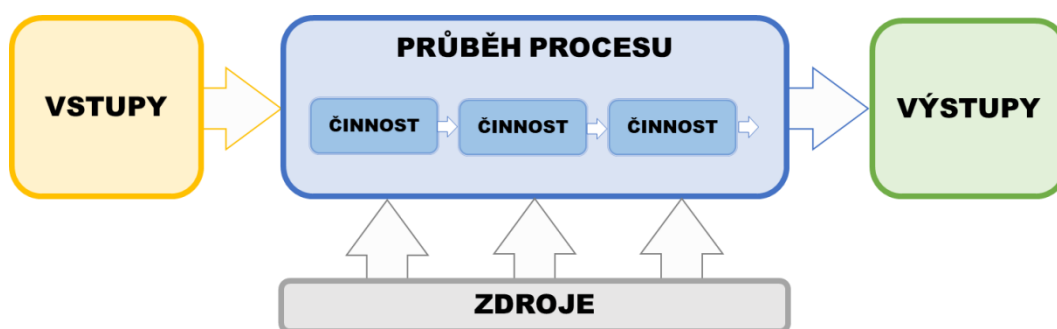 PRŮBĚH PROCESU
VSTUPY
ČINNOST
ČINNOST
ČINNOST
VÝSTUPY
ZDROJE